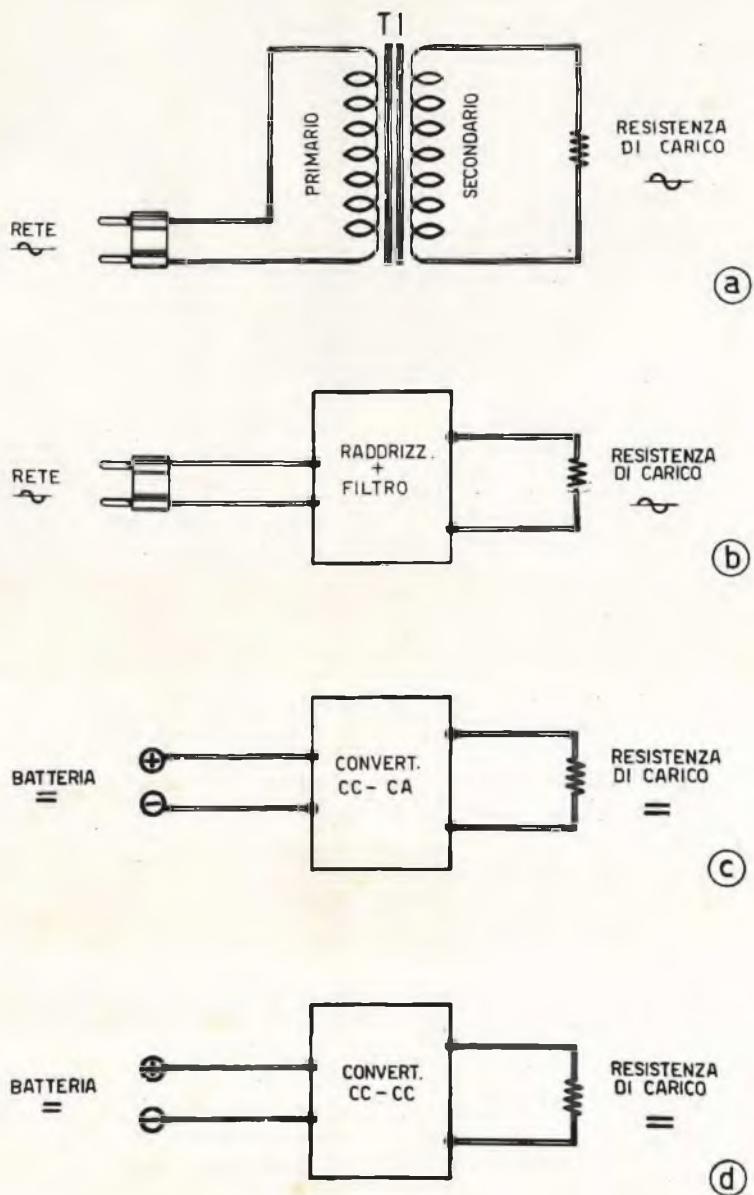 T1
PRIMARIO
SECONDARIO
RETE
RESISTENZA
DI CARICO
a
RETE
RADDRIZZ.
+
FILTRO
RESISTENZA
DI CARICO
b
BATTERIA
+
-
CONVERT.
CC - CA
RESISTENZA
DI CARICO
c
BATTERIA
+
-
CONVERT.
CC - CC
RESISTENZA
DI CARICO
d